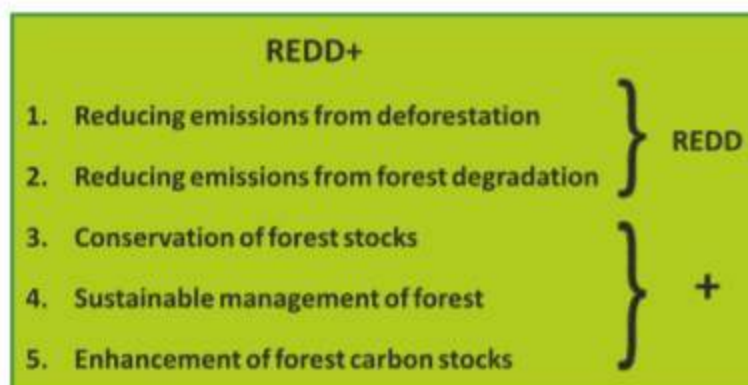 REDD+
1. Reducing emissions from deforestation
2. Reducing emissions from forest degradation
REDD
3. Conservation of forest stocks
4. Sustainable management of forest
5. Enhancement of forest carbon stocks
+